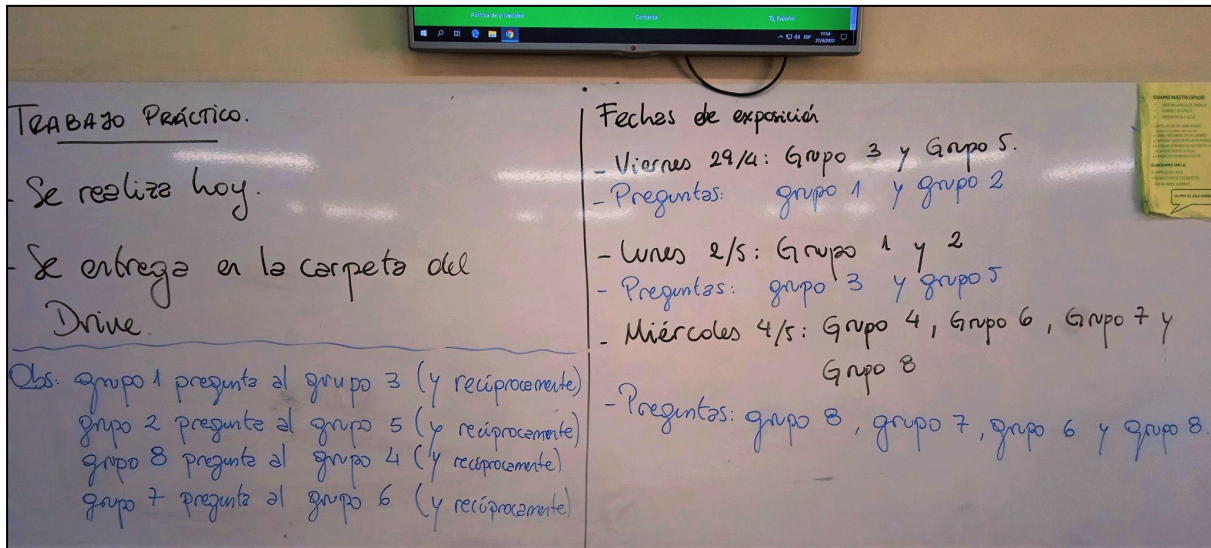 Política de privacidad
Contacta
Español
ESP
TRABAJO PRÁCTICO.
- Se realiza hoy.
- Se entrega en la carpeta del
Drive.
Obs: grupo 1 pregunta al grupo 3 (y recíprocamente)
grupo 2 pregunta al grupo 5 (y recíprocamente)
grupo 8 pregunta al grupo 4 (y recíprocamente)
grupo 7 pregunta al grupo 6 (y recíprocamente)
Fechas de exposición
- Viernes 29/4: Grupo 3 y Grupo 5.
- Preguntas: grupo 1 y grupo 2
- Lunes 2/5: Grupo 1 y 2
- Preguntas: grupo 3 y grupo 5
- Miércoles 4/5: Grupo 4, Grupo 6, Grupo 7 y
Grupo 8
- Preguntas: grupo 8, grupo 7, grupo 6 y grupo 8.